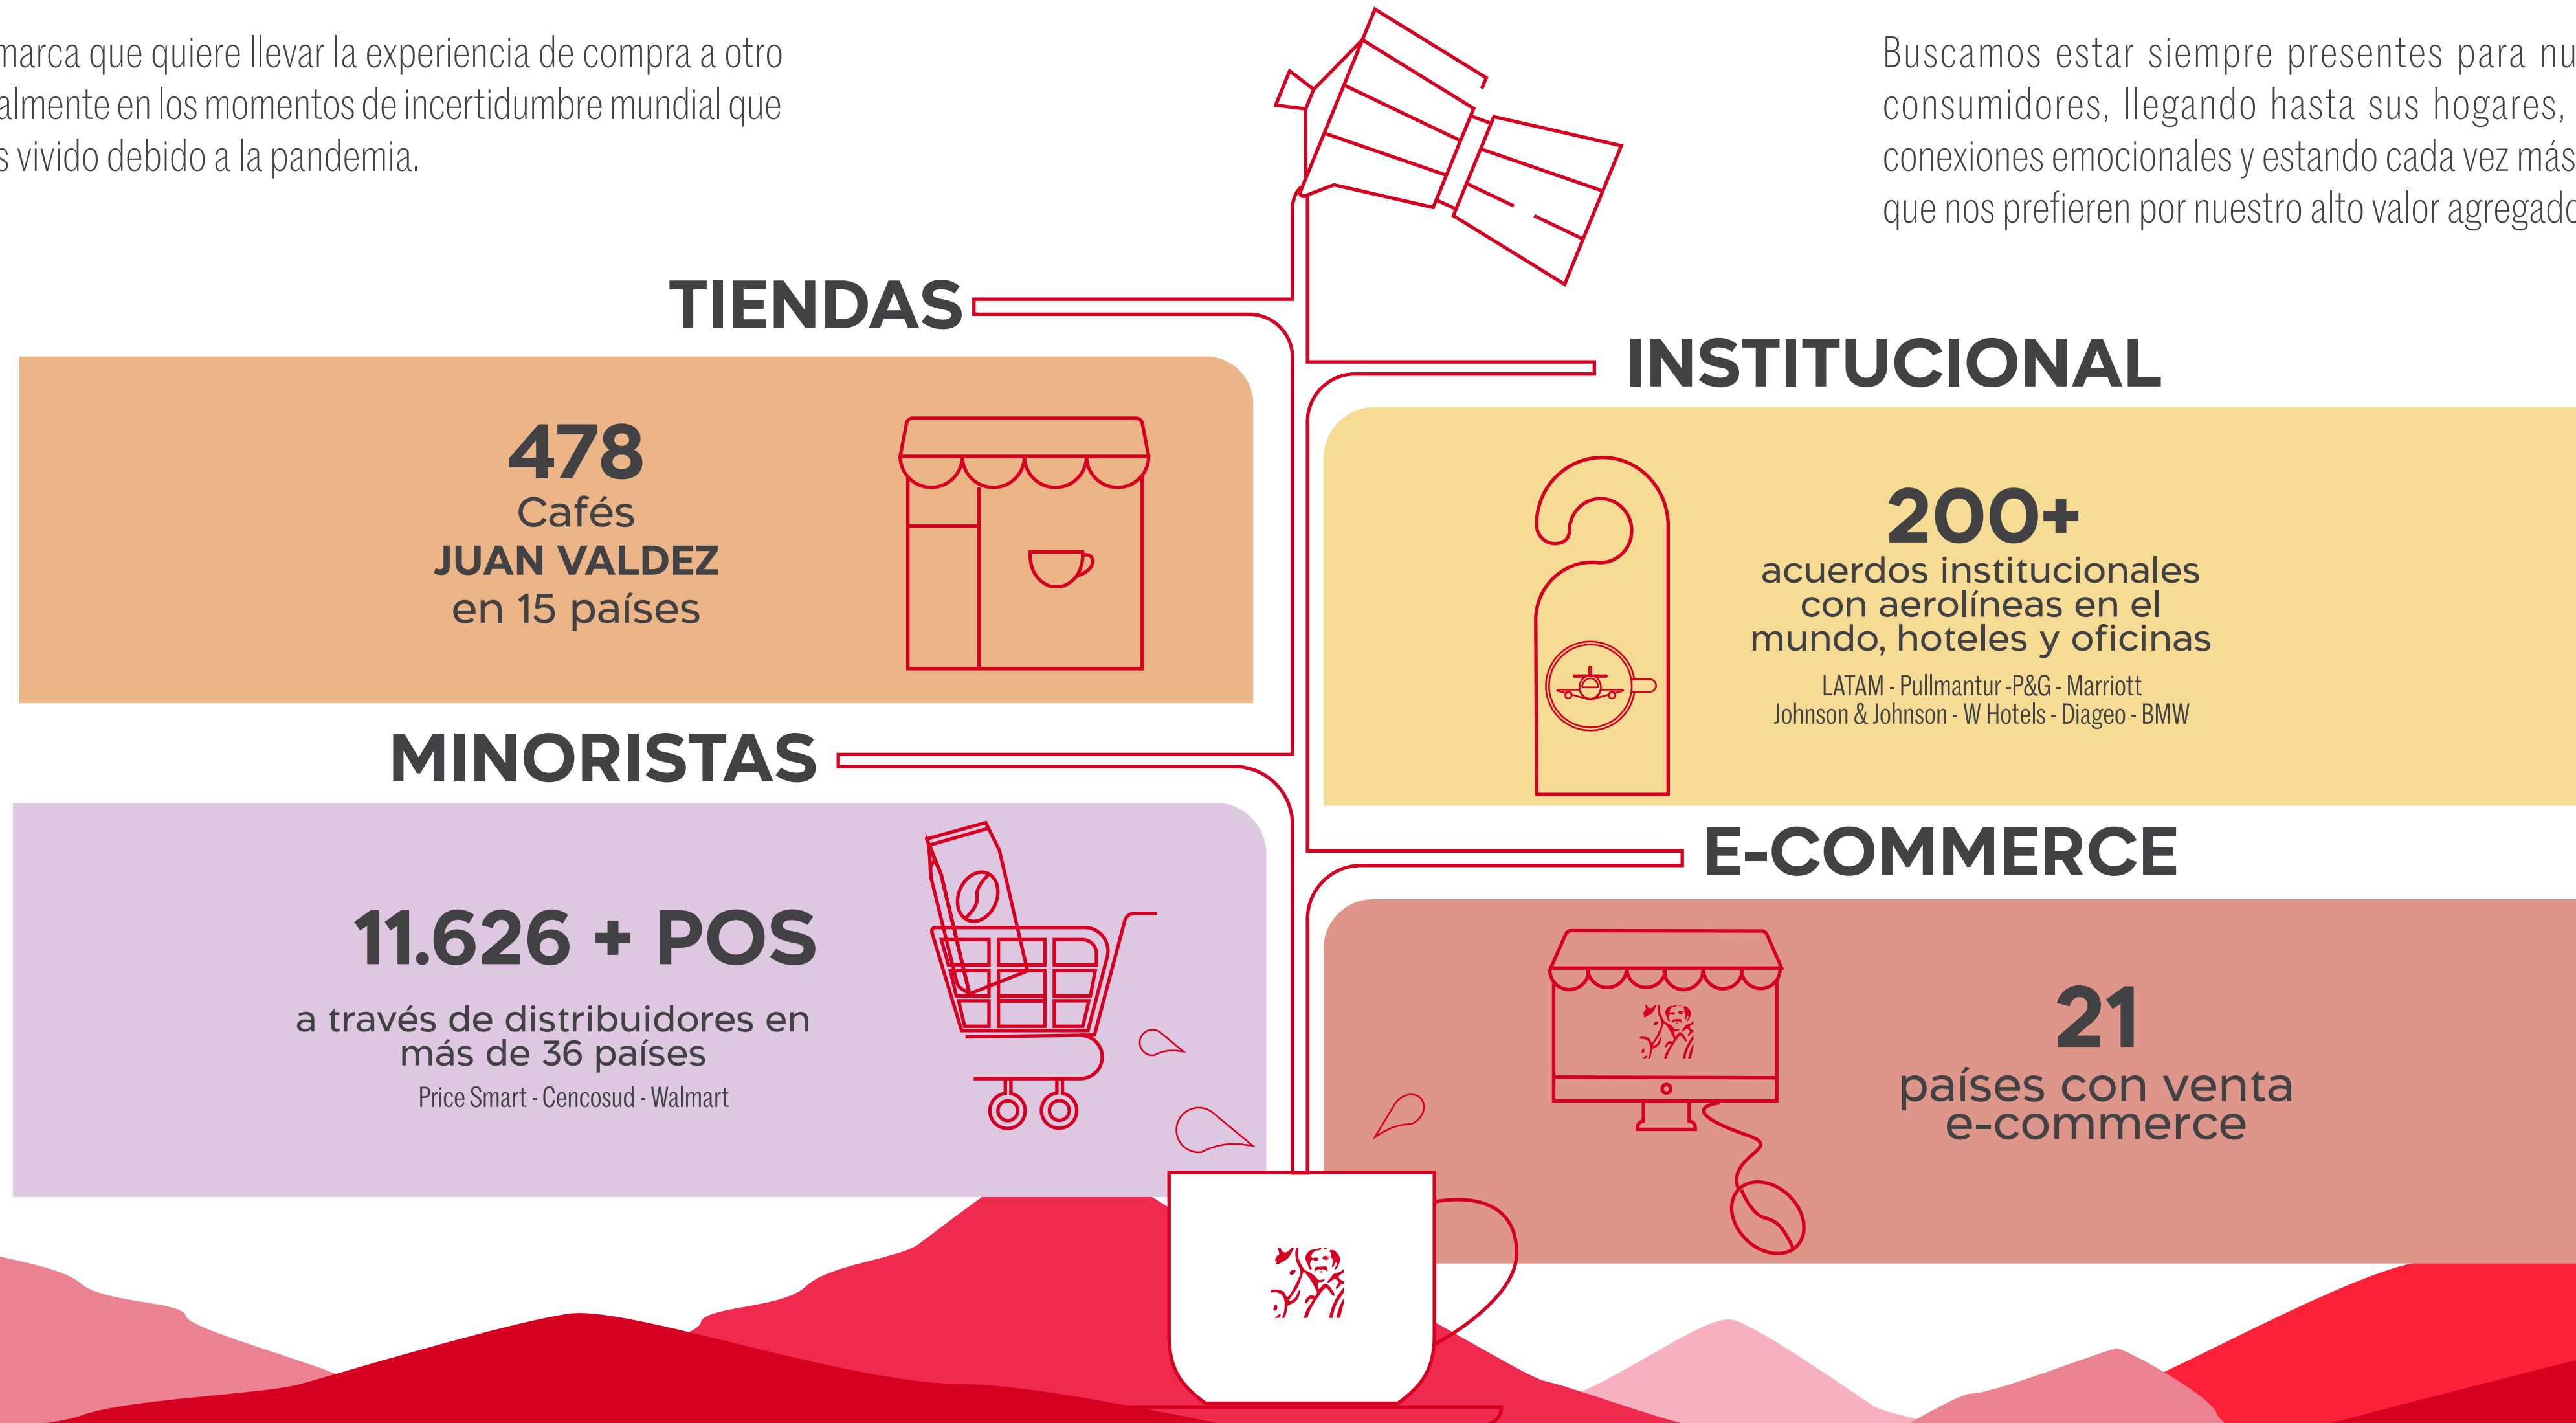 marca que quiere llevar la experiencia de compra a otro
almente en los momentos de incertidumbre mundial que
s vivido debido a la pandemia.
Buscamos estar siempre presentes para nu
consumidores, llegando hasta sus hogares,
conexiones emocionales y estando cada vez más
que nos prefieren por nuestro alto valor agregado
TIENDAS
478
Cafés
JUAN VALDEZ
en 15 países
INSTITUCIONAL
200+
acuerdos institucionales
con aerolíneas en el
mundo, hoteles y oficinas
LATAM - Pullmantur -P&G - Marriott
Johnson & Johnson - W Hotels - Diageo - BMW
MINORISTAS
11.626 + POS
a través de distribuidores en
más de 36 países
Price Smart - Cencosud - Walmart
E-COMMERCE
21
países con venta
e-commerce